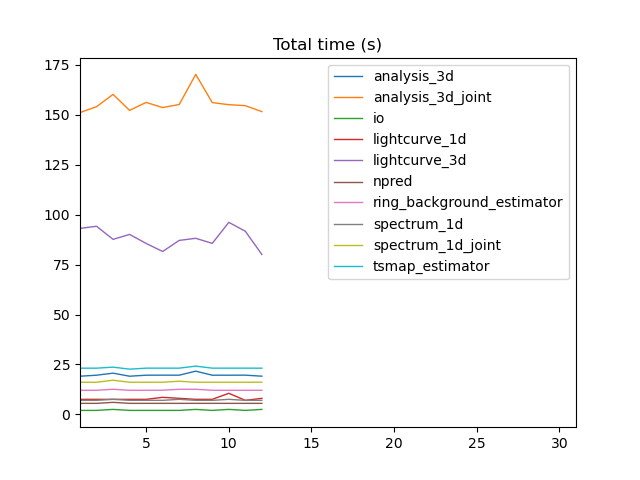 Total time (s)
175
150
125
100
75
50
25
0
analysis_3d
analysis_3d_joint
io
lightcurve_1d
lightcurve_3d
npred
ring_background_estimator
spectrum_1d
spectrum_1d_joint
tsmap_estimator
5 10 15 20 25 30